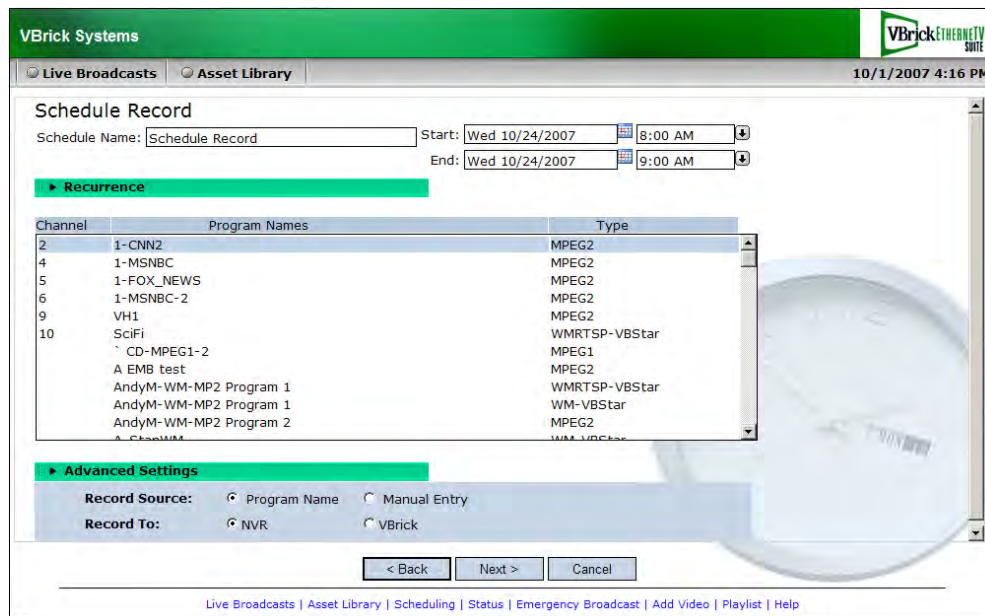 VBrick Systems
VBrick ETHERNETV SUITE
Live Broadcasts Asset Library 10/1/2007 4:16 PM
Schedule Record
Schedule Name: Schedule Record Start: Wed 10/24/2007 8:00 AM
End: Wed 10/24/2007 9:00 AM
Recurrence
Channel Program Names Type
2 1-CNN2 MPEG2
4 1-MSNBC MPEG2
5 1-FOX_NEWS MPEG2
6 1-MSNBC-2 MPEG2
9 VH1 MPEG2
10 SciFi WMRTSP-VBStar
` CD-MPEG1-2 MPEG1
A EMB test MPEG2
AndyM-WM-MP2 Program 1 WMRTSP-VBStar
AndyM-WM-MP2 Program 1 WM-VBStar
AndyM-WM-MP2 Program 2 MPEG2
A StanWM WM-VBStar
Advanced Settings
Record Source: Program Name Manual Entry
Record To: NVR VBrick
< Back Next > Cancel
Live Broadcasts | Asset Library | Scheduling | Status | Emergency Broadcast | Add Video | Playlist | Help